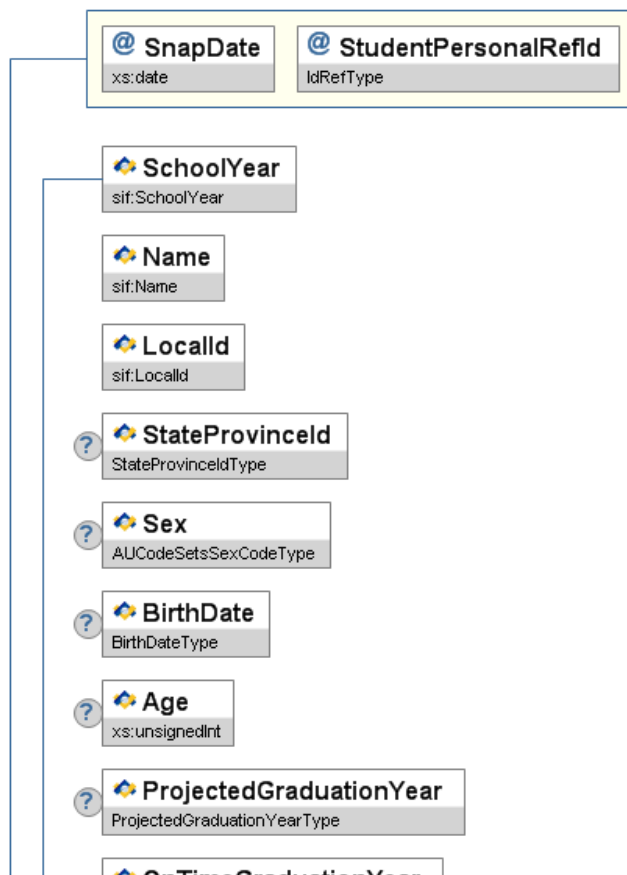 @ SnapDate @ StudentPersonalRefId
xs:date IdRefType
SchoolYear
sif:SchoolYear
Name
sif:Name
LocalId
sif:LocalId
? StateProvinceId
StateProvinceIdType
? Sex
AUCodeSetsSexCodeType
? BirthDate
BirthDateType
? Age
xs:unsignedInt
? ProjectedGraduationYear
ProjectedGraduationYearType
OnTimeGraduationYear